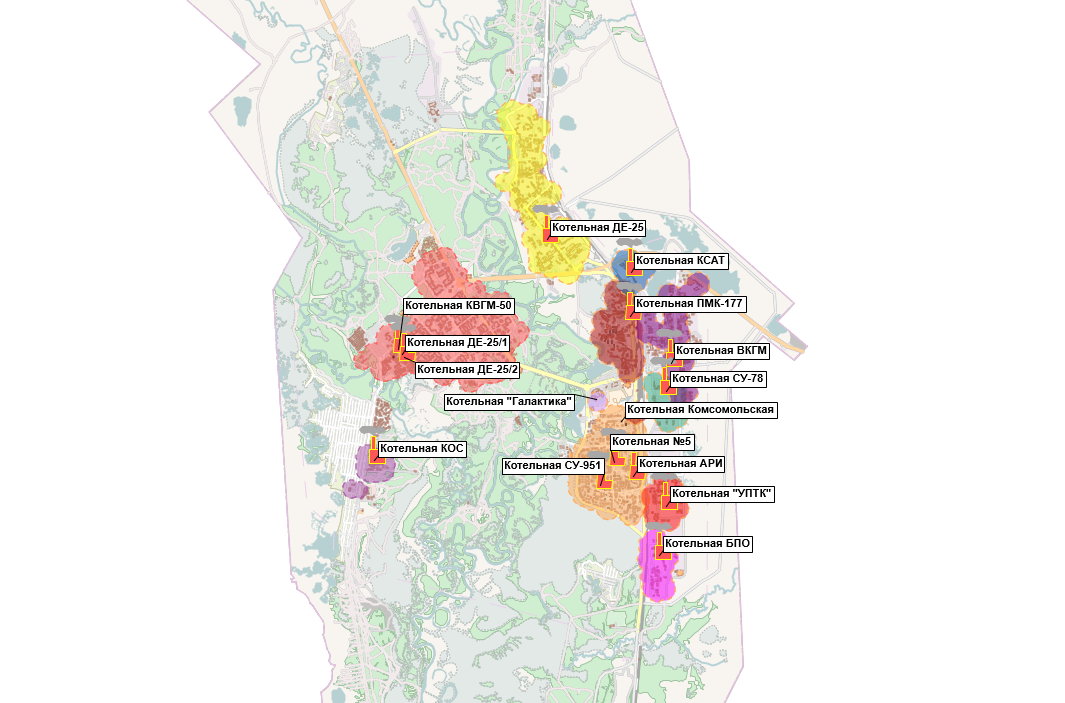 Котельная ДЕ-25
Котельная КСАТ
Котельная КВГМ-50
Котельная ПМК-177
Котельная ДЕ-25/1
Котельная ВКГМ
Котельная ДЕ-25/2
Котельная СУ-78
Котельная "Галактика"
Котельная Комсомольская
Котельная №5
Котельная КОС
Котельная СУ-951
Котельная АРИ
Котельная "УПТК"
Котельная БПО